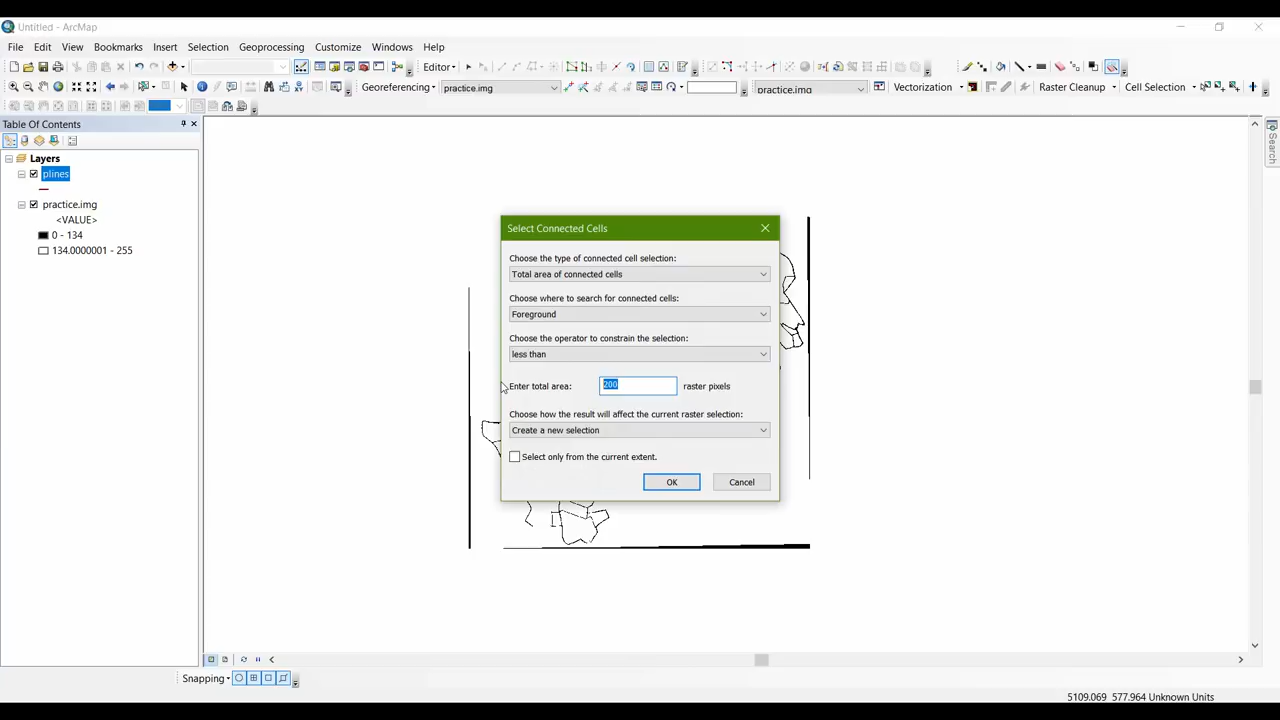 Untitled - ArcMap
File Edit View Bookmarks Insert Selection Geoprocessing Customize Windows Help
Editor
Georeferencing practice.img practice.img Vectorization Raster Cleanup Cell Selection
Table Of Contents
Layers
plines
practice.img
<VALUE>
0 - 134
134.0000001 - 255
Search
Select Connected Cells
Choose the type of connected cell selection:
Total area of connected cells
Choose where to search for connected cells:
Foreground
Choose the operator to constrain the selection:
less than
Enter total area: 200 raster pixels
Choose how the result will affect the current raster selection:
Create a new selection
Select only from the current extent.
OK Cancel
Snapping
5109.069 577.964 Unknown Units